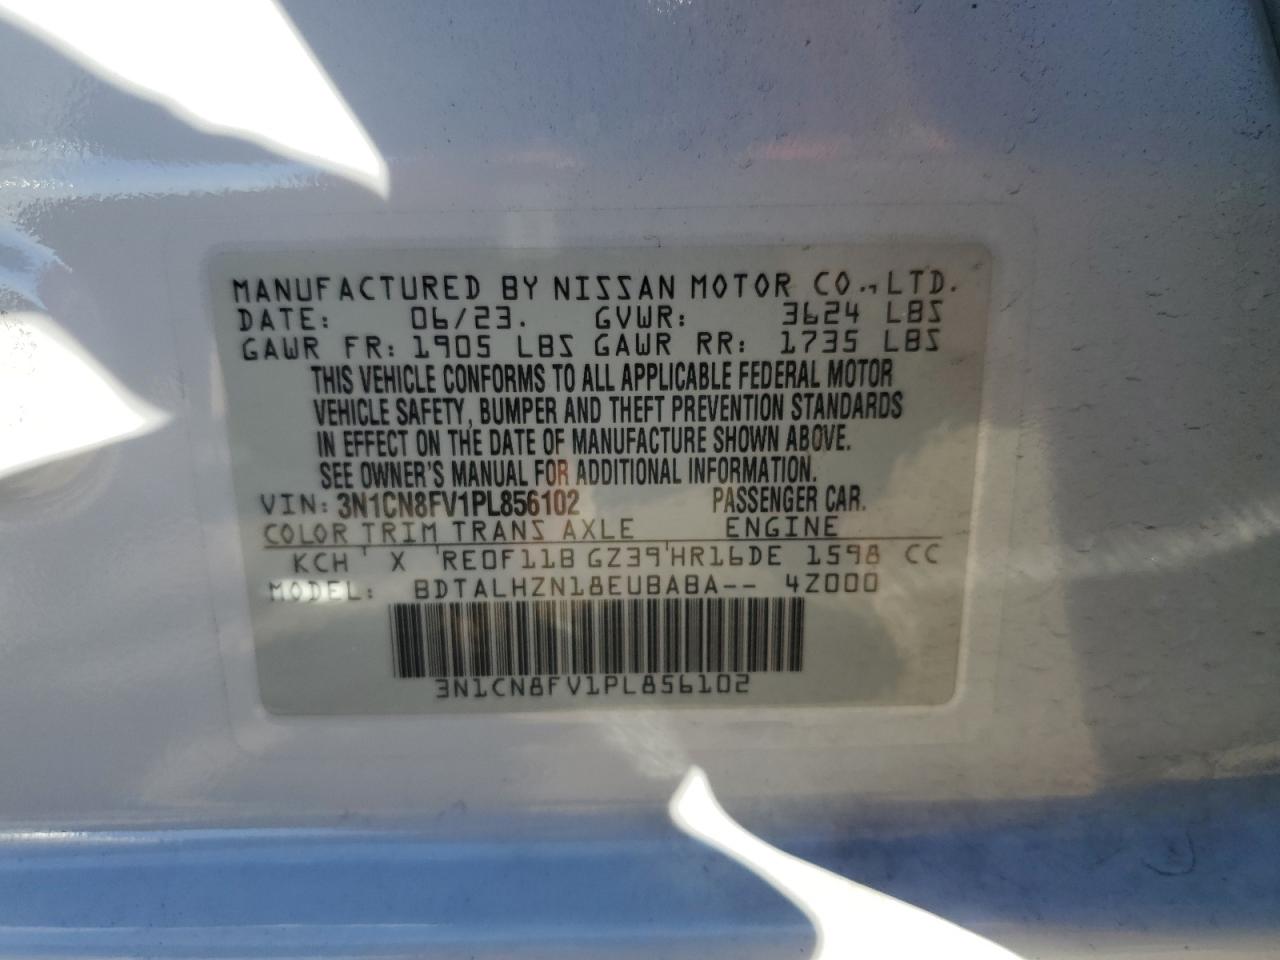 MANUFACTURED BY NISSAN MOTOR CO., LTD.
DATE: 06/23. GVWR: 3624 LBS
GAWR FR: 1905 LBS GAWR RR: 1735 LBS
THIS VEHICLE CONFORMS TO ALL APPLICABLE FEDERAL MOTOR
VEHICLE SAFETY, BUMPER AND THEFT PREVENTION STANDARDS
IN EFFECT ON THE DATE OF MANUFACTURE SHOWN ABOVE.
SEE OWNER'S MANUAL FOR ADDITIONAL INFORMATION.
VIN: 3N1CN8FV1PL856102 PASSENGER CAR.
COLOR TRIM TRANS AXLE ENGINE
KCH X RE0F11B GZ39 HR16DE 1598 CC
MODEL: BDTALHZN18EUBABA-- 4Z000
3N1CN8FV1PL856102